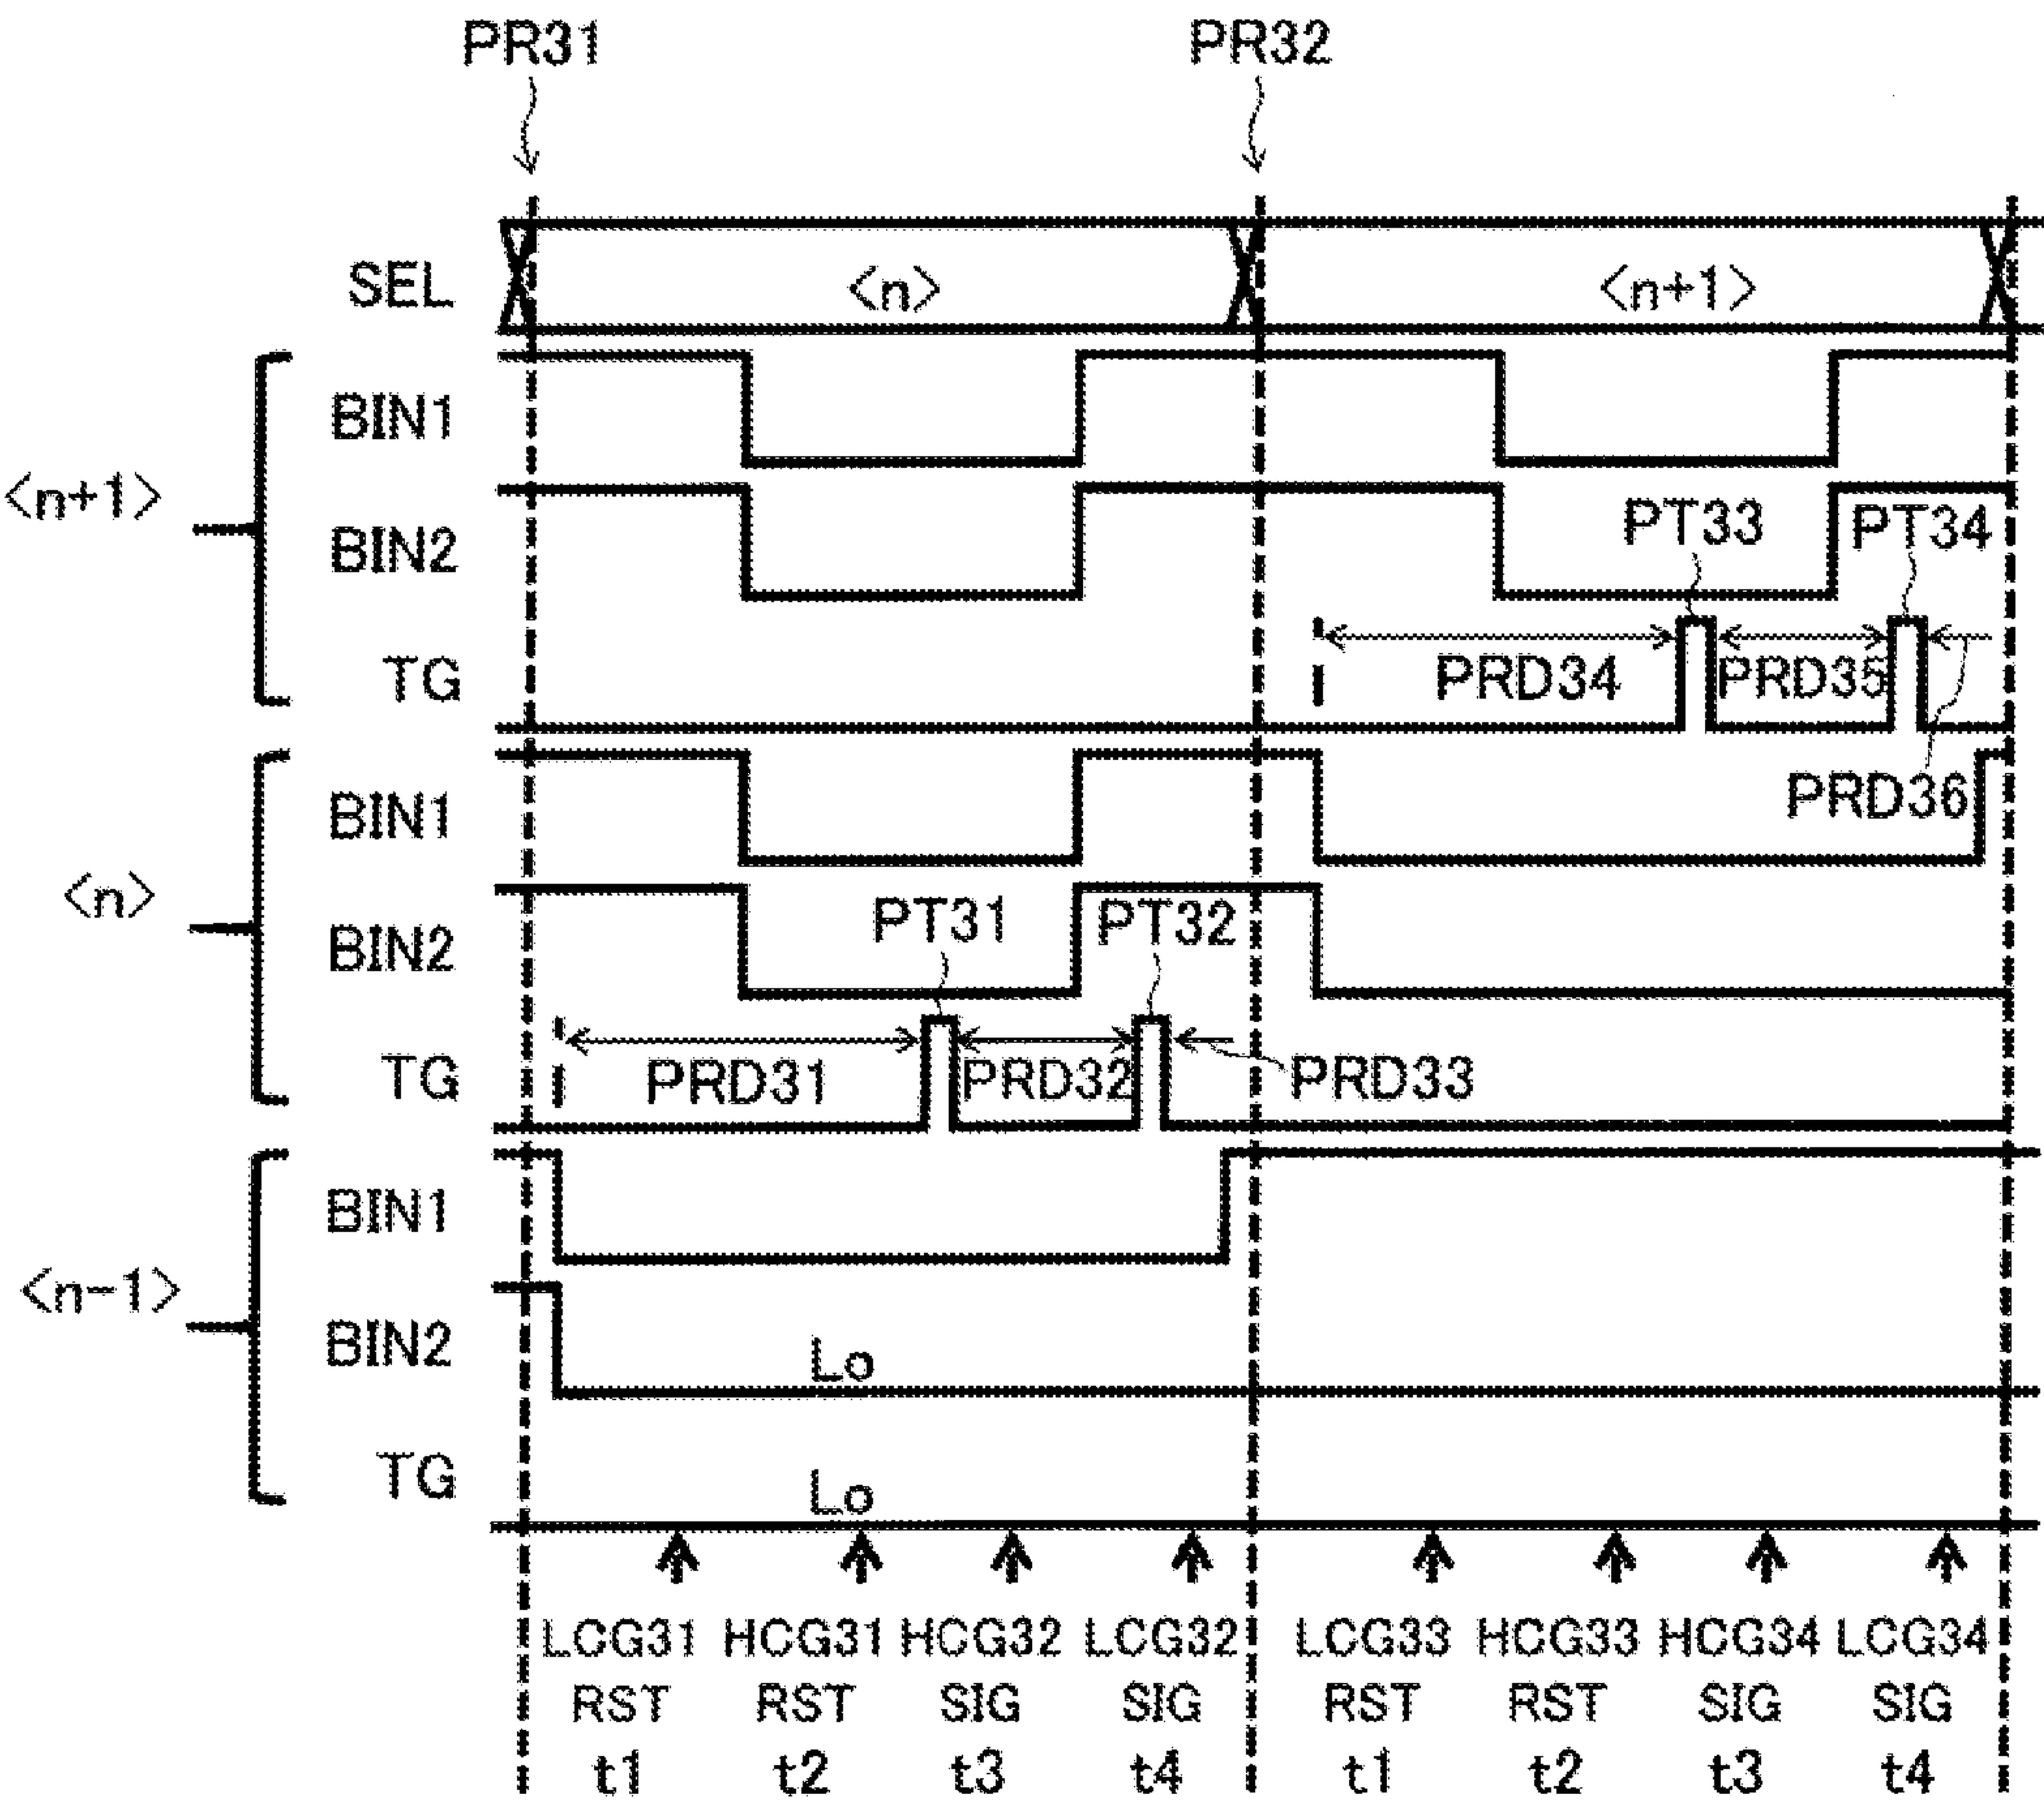 PR31 PR32
SEL <n> <n+1>
<n+1>
BIN1
BIN2
PT33 PT34
TG PRD34 PRD35
PRD36
<n>
BIN1
BIN2
PT31 PT32
TG PRD31 PRD32 PRD33
<n-1>
BIN1
BIN2 Lo
TG Lo
LCG31 HCG31 HCG32 LCG32 LCG33 HCG33 HCG34 LCG34
RST RST SIG SIG RST RST SIG SIG
t1 t2 t3 t4 t1 t2 t3 t4